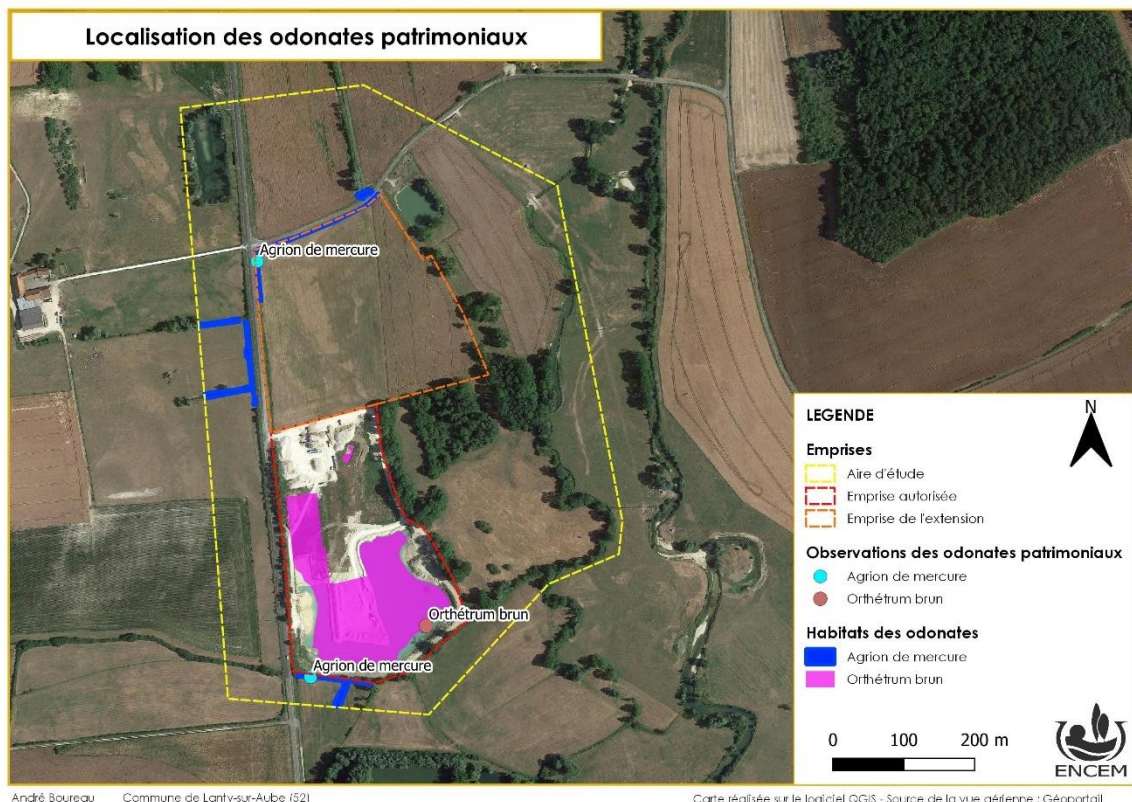 Localisation des odonates patrimoniaux
Agrion de mercure
Orthétrum brun
Agrion de mercure
N
LEGENDE
Emprises
Aire d'étude
Emprise autorisée
Emprise de l'extension
Observations des odonates patrimoniaux
Agrion de mercure
Orthétrum brun
Habitats des odonates
Agrion de mercure
Orthétrum brun
0 100 200 m
ENCEM
André Boureau Commune de Lanty-sur-Aube (52) Carte réalisée sur le logiciel QGIS - Source de la vue aérienne : Géoportail